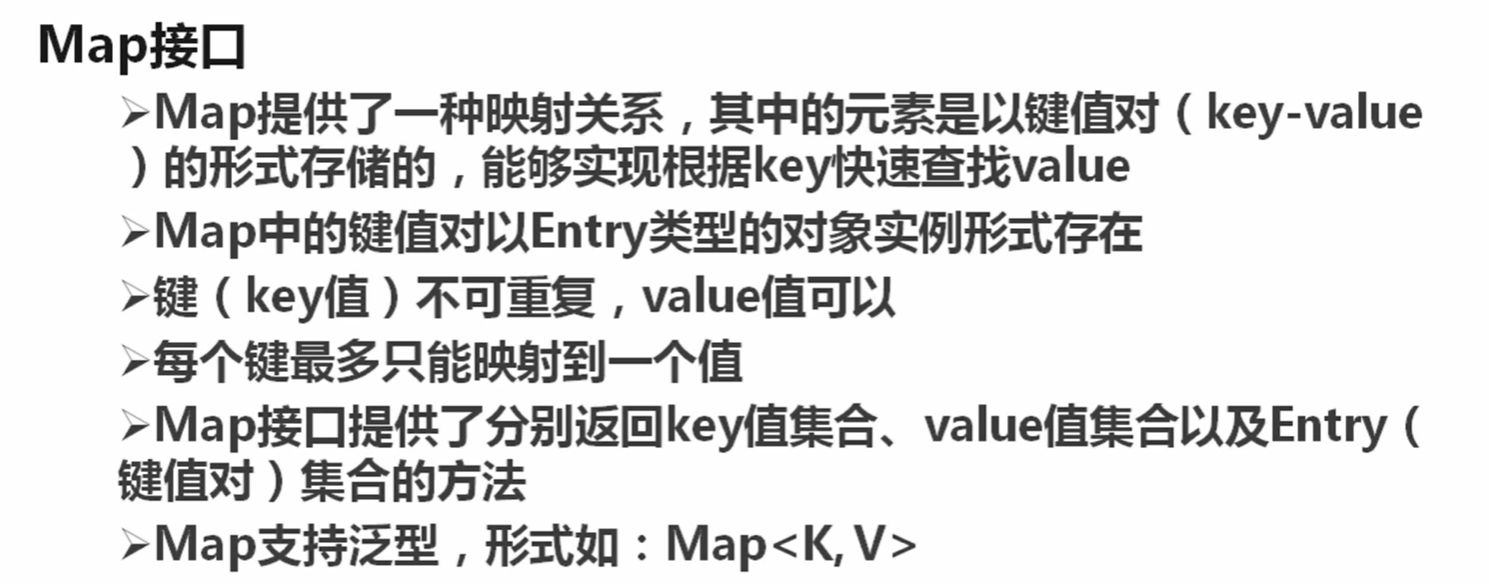 Map接口
➢Map提供了一种映射关系，其中的元素是以键值对（key-value
）的形式存储的，能够实现根据key快速查找value
➢Map中的键值对以Entry类型的对象实例形式存在
➢键（key值）不可重复，value值可以
➢每个键最多只能映射到一个值
➢Map接口提供了分别返回key值集合、value值集合以及Entry（
键值对）集合的方法
➢Map支持泛型，形式如：Map<K, V>